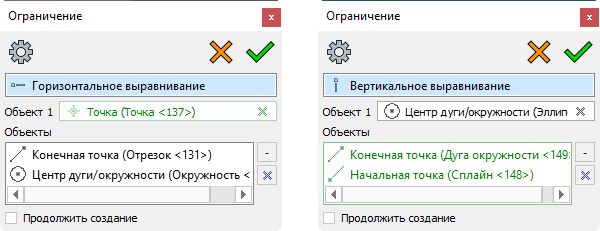 Ограничение
Горизонтальное выравнивание
Объект 1 Точка (Точка <137>)
Объекты
Конечная точка (Отрезок <131>)
Центр дуги/окружности (Окружность <
Продолжить создание
Ограничение
Вертикальное выравнивание
Объект 1 Центр дуги/окружности (Эллип
Объекты
Конечная точка (Дуга окружности <149>
Начальная точка (Сплайн <148>)
Продолжить создание